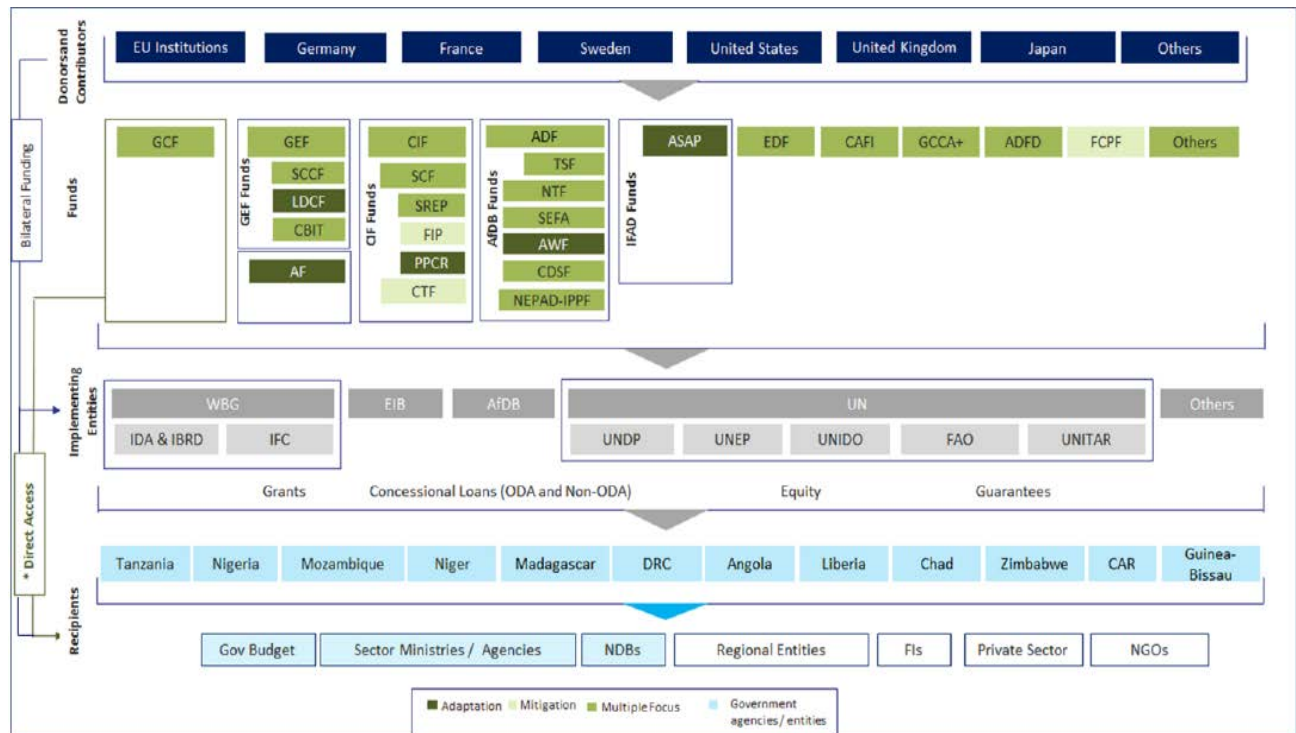 Donorsand
Contributors
EU Institutions
Germany
France
Sweden
United States
United Kingdom
Japan
Others
Bilateral Funding
Funds
GCF
GEF Funds
GEF
SCCF
LDCF
CBIT
AF
CIF Funds
CIF
SCF
SREP
FIP
PPCR
CTF
AfDB Funds
ADF
TSF
NTF
SEFA
AWF
CDSF
NEPAD-IPPF
IFAD Funds
ASAP
EDF
CAFI
GCCA+
ADFD
FCPF
Others
Implementing
Entities
WBG
IDA & IBRD
IFC
EIB
AfDB
UN
UNDP
UNEP
UNIDO
FAO
UNITAR
Others
Grants
Concessional Loans (ODA and Non-ODA)
Equity
Guarantees
* Direct Access
Recipients
Tanzania
Nigeria
Mozambique
Niger
Madagascar
DRC
Angola
Liberia
Chad
Zimbabwe
CAR
Guinea-
Bissau
Gov Budget
Sector Ministries / Agencies
NDBs
Regional Entities
FIs
Private Sector
NGOs
Adaptation
Mitigation
Multiple Focus
Government
agencies/ entities